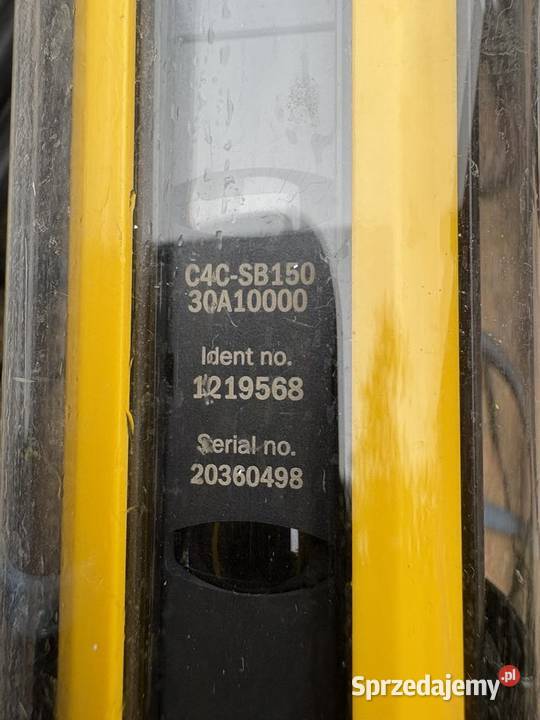 C4C-SB150
30A10000
Ident no.
1219568
Serial no.
20360498
Sprzedajemy.pl